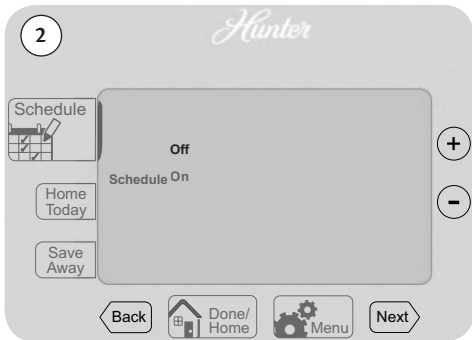 2
Hunter
Schedule
Off
Schedule On
+
Home
Today
-
Save
Away
Back
Done/
Home
Menu
Next